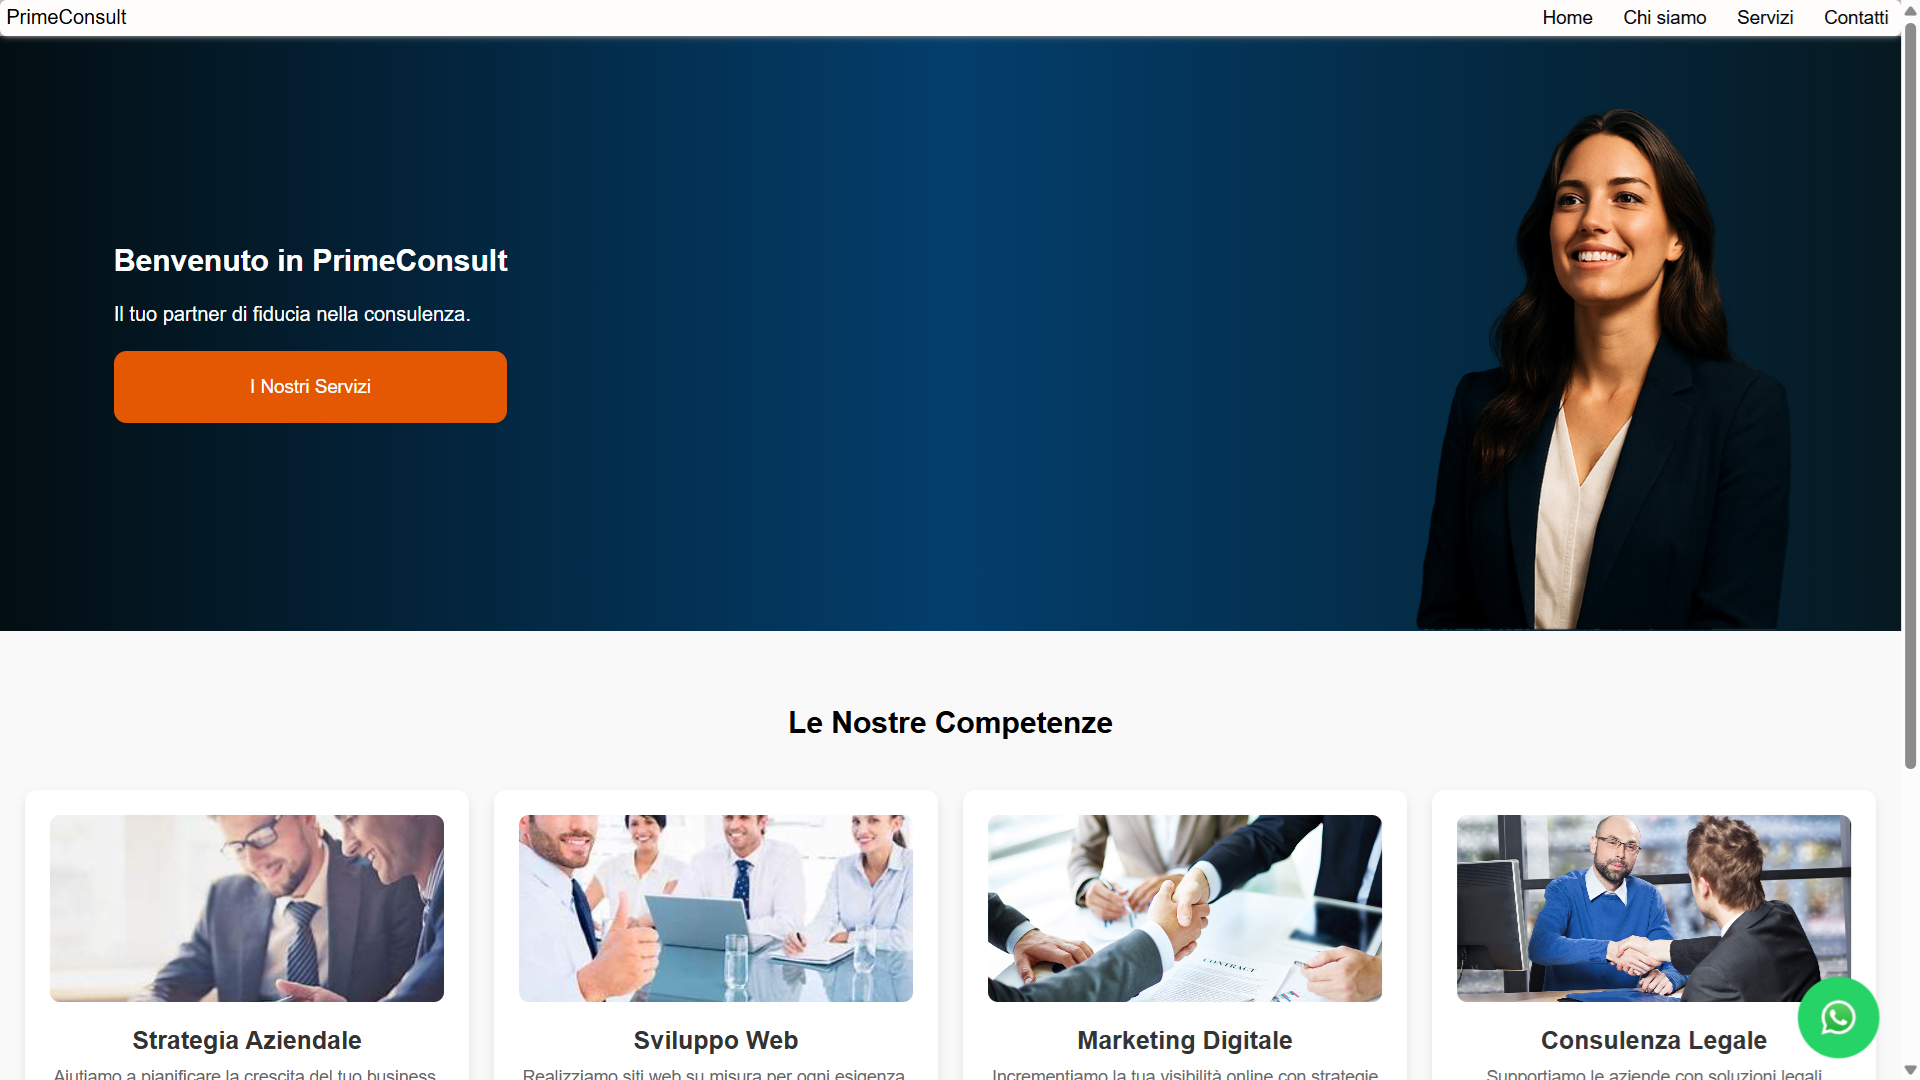 PrimeConsult
Home
Chi siamo
Servizi
Contatti
Benvenuto in PrimeConsult
Il tuo partner di fiducia nella consulenza.
I Nostri Servizi
Le Nostre Competenze
CONTRACT
Strategia Aziendale
Sviluppo Web
Marketing Digitale
Consulenza Legale
Aiutiamo a pianificare la crescita del tuo business
Realizziamo siti web su misura per ogni esigenza
Incrementiamo la tua visibilità online con strategie
Supportiamo le aziende con soluzioni legali